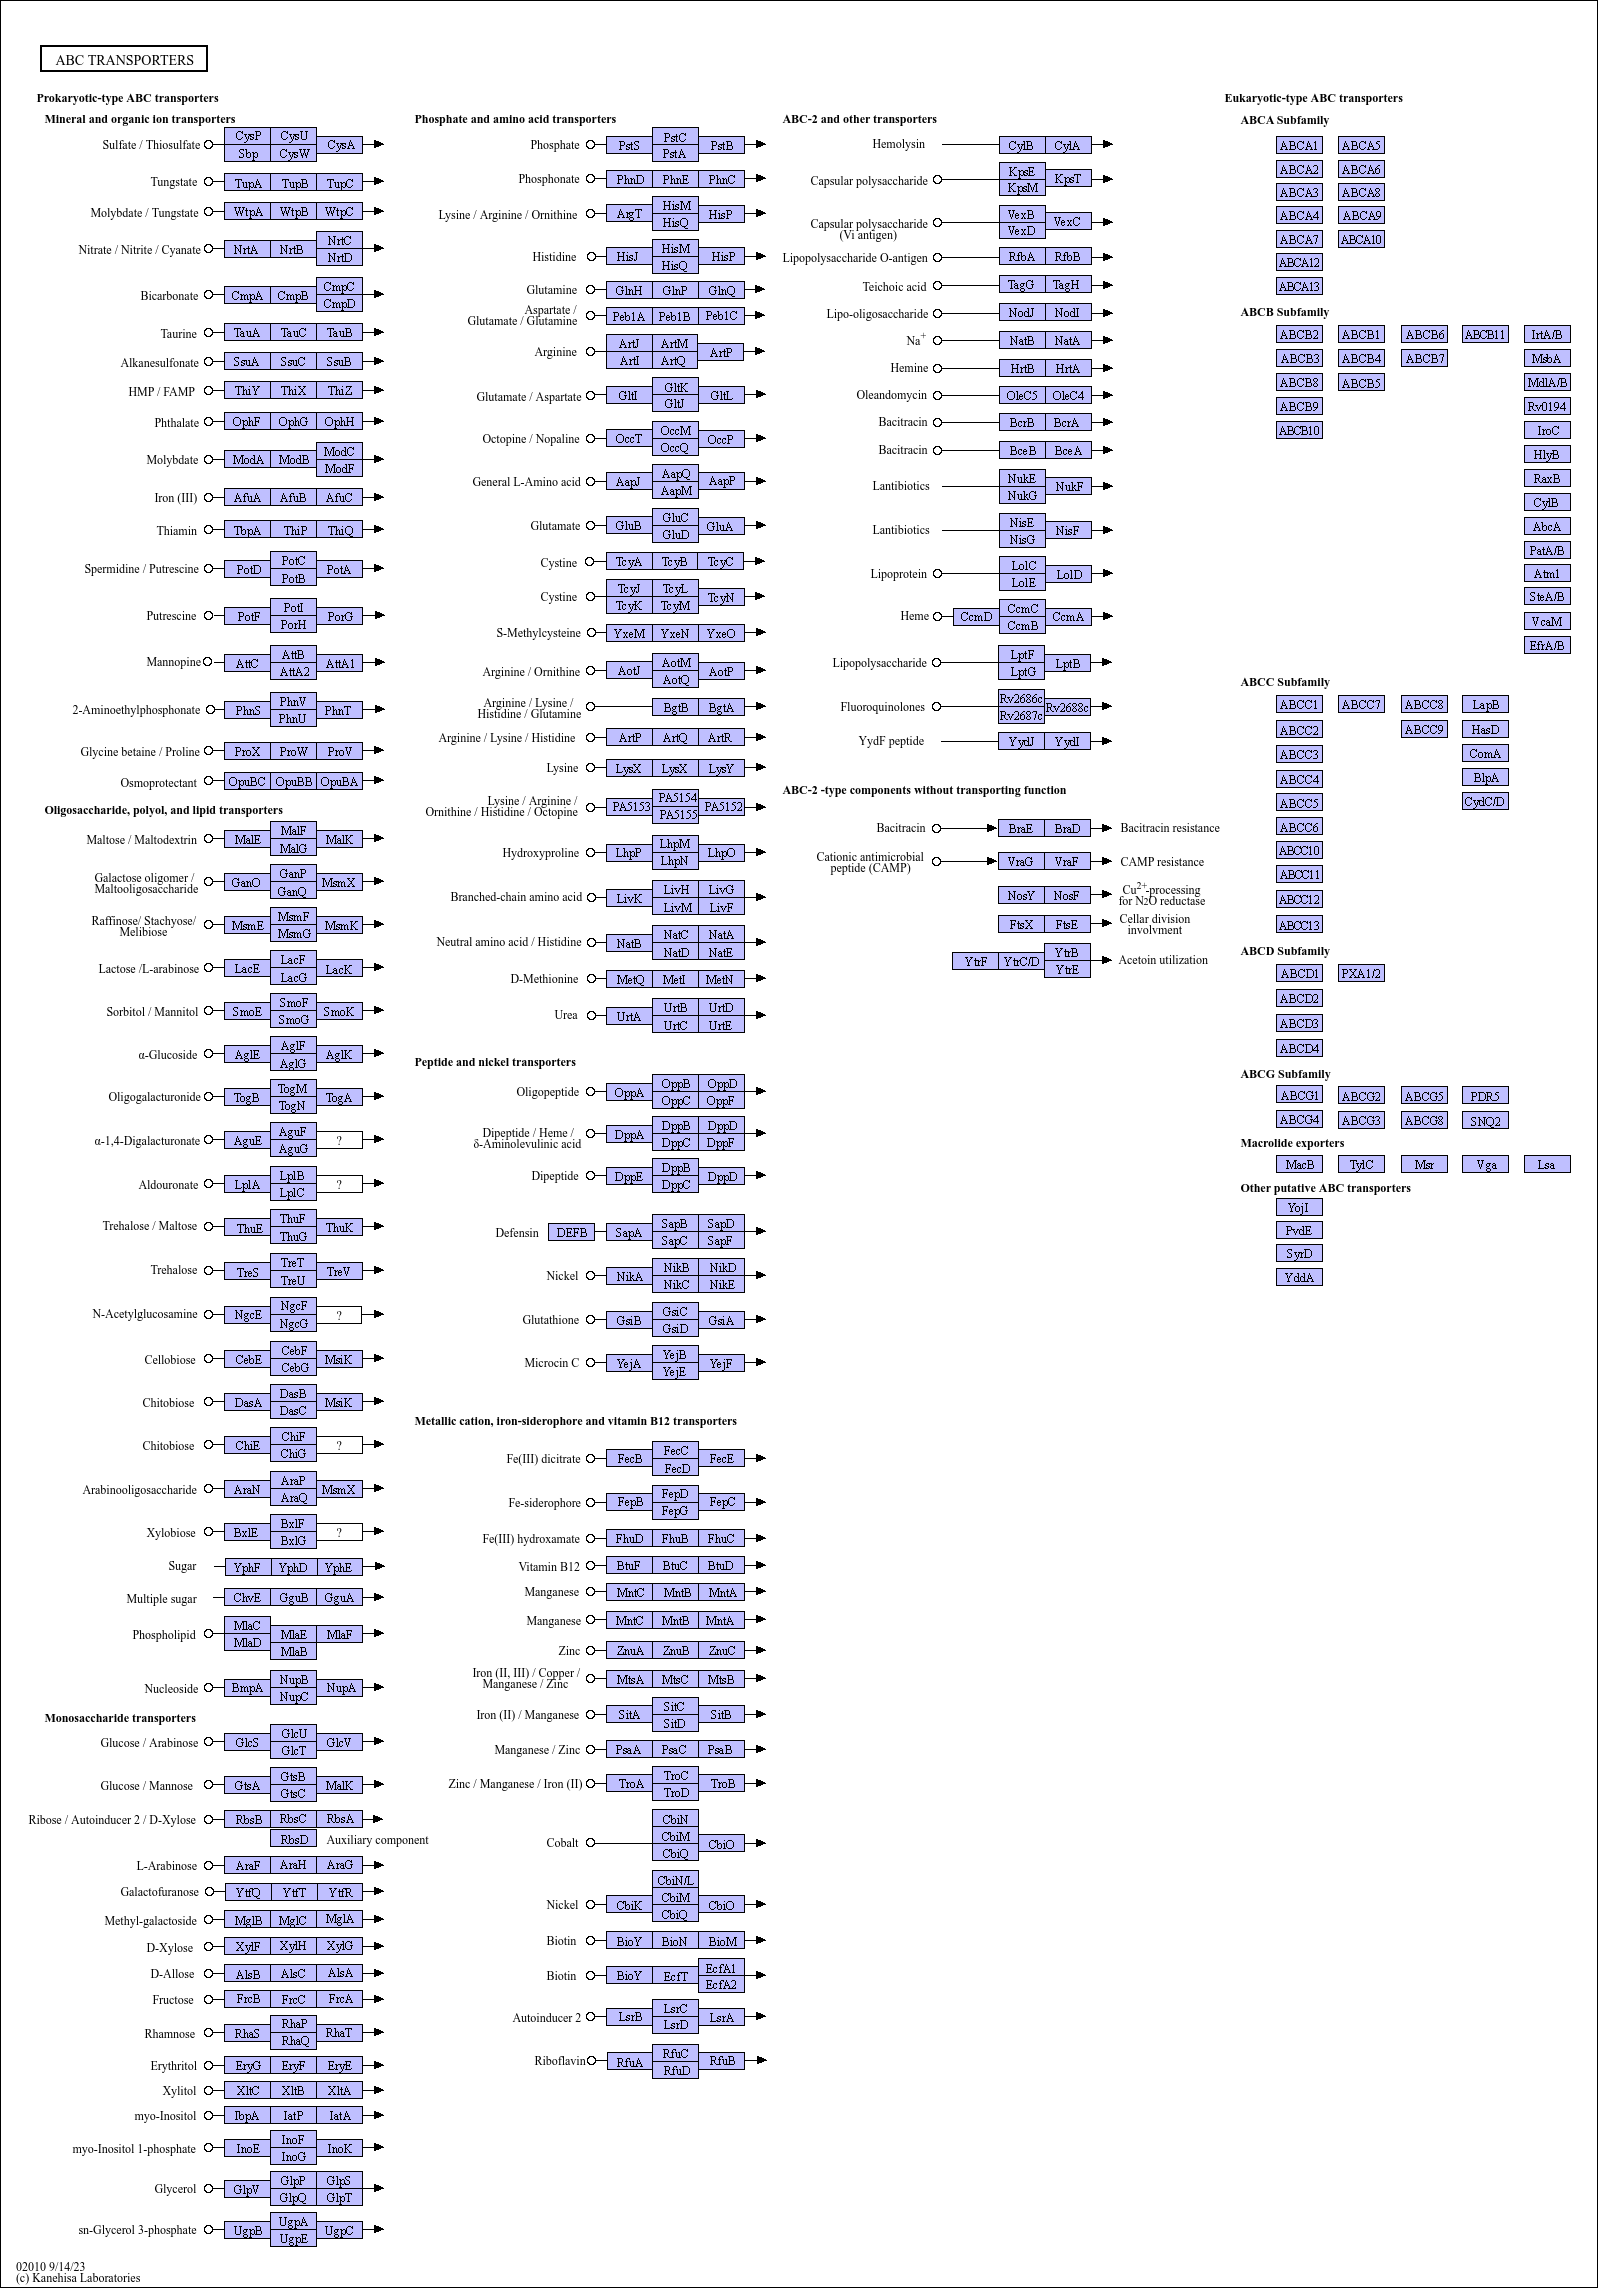 ABC TRANSPORTERS
Prokaryotic-type ABC transporters
Mineral and organic ion transporters
Sulfate / Thiosulfate CysP CysU CysA
Sbp CysW
Tungstate TupA TupB TupC
Molybdate / Tungstate WtpA WtpB WtpC
Nitrate / Nitrite / Cyanate NrtA NrtB NrtC
NrtD
Bicarbonate CmpA CmpB CmpC
CmpD
Taurine TauA TauC TauB
Alkanesulfonate SsuA SsuC SsuB
HMP / FAMP ThiY ThiX ThiZ
Phthalate OphF OphG OphH
Molybdate ModA ModB ModC
ModF
Iron (III) AfuA AfuB AfuC
Thiamin TbpA ThiP ThiQ
Spermidine / Putrescine PotD PotC PotA
PotB
Putrescine PotF PotI PorG
PorH
Mannopine AttC AttB AttA1
AttA2
2-Aminoethylphosphonate PhnS PhnV PhnT
PhnU
Glycine betaine / Proline ProX ProW ProV
Osmoprotectant OpuBC OpuBB OpuBA
Oligosaccharide, polyol, and lipid transporters
Maltose / Maltodextrin MalE MalF MalK
MalG
Galactose oligomer /
Maltooligosaccharide GanO GanP MsmX
GanQ
Raffinose/ Stachyose/
Melibiose MsmE MsmF MsmK
MsmG
Lactose /L-arabinose LacE LacF LacK
LacG
Sorbitol / Mannitol SmoE SmoF SmoK
SmoG
α-Glucoside AglE AglF AglK
AglG
Oligogalacturonide TogB TogM TogA
TogN
α-1,4-Digalacturonate AguE AguF ?
AguG
Aldouronate LplA LplB ?
LplC
Trehalose / Maltose ThuE ThuF ThuK
ThuG
Trehalose TreS TreT TreV
TreU
N-Acetylglucosamine NgcE NgcF ?
NgcG
Cellobiose CebE CebF MsiK
CebG
Chitobiose DasA DasB MsiK
DasC
Chitobiose ChiE ChiF ?
ChiG
Arabinooligosaccharide AraN AraP MsmX
AraQ
Xylobiose BxlE BxlF ?
BxlG
Sugar YphF YphD YphE
Multiple sugar ChvE GguB GguA
Phospholipid MlaC MlaE MlaF
MlaD MlaB
Nucleoside BmpA NupB NupA
NupC
Monosaccharide transporters
Glucose / Arabinose GlcS GlcU GlcV
GlcT
Glucose / Mannose GtsA GtsB MalK
GtsC
Ribose / Autoinducer 2 / D-Xylose RbsB RbsC RbsA
RbsD Auxiliary component
L-Arabinose AraF AraH AraG
Galactofuranose YtfQ YtfT YtfR
Methyl-galactoside MglB MglC MglA
D-Xylose XylF XylH XylG
D-Allose AlsB AlsC AlsA
Fructose FrcB FrcC FrcA
Rhamnose RhaS RhaP RhaT
RhaQ
Erythritol EryG EryF EryE
Xylitol XltC XltB XltA
myo-Inositol IbpA IatP IatA
myo-Inositol 1-phosphate InoE InoF InoK
InoG
Glycerol GlpV GlpP GlpS
GlpQ GlpT
sn-Glycerol 3-phosphate UgpB UgpA UgpC
UgpE
02010 9/14/23
(c) Kanehisa Laboratories
Phosphate and amino acid transporters
Phosphate PstS PstC PstB
PstA
Phosphonate PhnD PhnE PhnC
Lysine / Arginine / Ornithine ArgT HisM HisP
HisQ
Histidine HisJ HisM HisP
HisQ
Glutamine GlnH GlnP GlnQ
Aspartate /
Glutamate / Glutamine Peb1A Peb1B Peb1C
Arginine ArtJ ArtM ArtP
ArtI ArtQ
Glutamate / Aspartate GltI GltK GltL
GltJ
Octopine / Nopaline OccT OccM OccP
OccQ
General L-Amino acid AapJ AapQ AapP
AapM
Glutamate GluB GluC GluA
GluD
Cystine TcyA TcyB TcyC
Cystine TcyJ TcyL TcyN
TcyK TcyM
S-Methylcysteine YxeM YxeN YxeO
Arginine / Ornithine AotJ AotM AotP
AotQ
Arginine / Lysine /
Histidine / Glutamine BgtB BgtA
Arginine / Lysine / Histidine ArtP ArtQ ArtR
Lysine LysX LysX LysY
Lysine / Arginine /
Ornithine / Histidine / Octopine PA5153 PA5154 PA5152
PA5155
Hydroxyproline LhpP LhpM LhpO
LhpN
Branched-chain amino acid LivK LivH LivG
LivM LivF
Neutral amino acid / Histidine NatB NatC NatA
NatD NatE
D-Methionine MetQ MetI MetN
Urea UrtA UrtB UrtD
UrtC UrtE
Peptide and nickel transporters
Oligopeptide OppA OppB OppD
OppC OppF
Dipeptide / Heme /
δ-Aminolevulinic acid DppA DppB DppD
DppC DppF
Dipeptide DppE DppB DppD
DppC
Defensin DEFB SapA SapB SapD
SapC SapF
Nickel NikA NikB NikD
NikC NikE
Glutathione GsiB GsiC GsiA
GsiD
Microcin C YejA YejB YejF
YejE
Metallic cation, iron-siderophore and vitamin B12 transporters
Fe(III) dicitrate FecB FecC FecE
FecD
Fe-siderophore FepB FepD FepC
FepG
Fe(III) hydroxamate FhuD FhuB FhuC
Vitamin B12 BtuF BtuC BtuD
Manganese MntC MntB MntA
Manganese MntC MntB MntA
Zinc ZnuA ZnuB ZnuC
Iron (II, III) / Copper /
Manganese / Zinc MtsA MtsC MtsB
Iron (II) / Manganese SitA SitC SitB
SitD
Manganese / Zinc PsaA PsaC PsaB
Zinc / Manganese / Iron (II) TroA TroC TroB
TroD
CbiN
CbiM
Cobalt CbiQ CbiO
CbiN/L
CbiM
Nickel CbiK CbiQ CbiO
Biotin BioY BioN BioM
Biotin BioY EcfT EcfA1
EcfA2
Autoinducer 2 LsrB LsrC LsrA
LsrD
Riboflavin RfuA RfuC RfuB
RfuD
ABC-2 and other transporters
Hemolysin CylB CylA
Capsular polysaccharide KpsE KpsT
KpsM
Capsular polysaccharide
(Vi antigen) VexB VexC
VexD
Lipopolysaccharide O-antigen RfbA RfbB
Teichoic acid TagG TagH
Lipo-oligosaccharide NodJ NodI
Na+ NatB NatA
Hemine HrtB HrtA
Oleandomycin OleC5 OleC4
Bacitracin BcrB BcrA
Bacitracin BceB BceA
Lantibiotics NukE NukF
NukG
Lantibiotics NisE NisF
NisG
Lipoprotein LolC LolD
LolE
Heme CcmD CcmC CcmA
CcmB
Lipopolysaccharide LptF LptB
LptG
Fluoroquinolones Rv2686c Rv2688c
Rv2687c
YydF peptide YydJ YydI
ABC-2 -type components without transporting function
Bacitracin BraE BraD Bacitracin resistance
Cationic antimicrobial
peptide (CAMP) VraG VraF CAMP resistance
NosY NosF Cu2+-processing
for N2O reductase
FtsX FtsE Cellar division
involvment
YtrF YtrC/D YtrB Acetoin utilization
YtrE
Eukaryotic-type ABC transporters
ABCA Subfamily
ABCA1 ABCA5
ABCA2 ABCA6
ABCA3 ABCA8
ABCA4 ABCA9
ABCA7 ABCA10
ABCA12
ABCA13
ABCB Subfamily
ABCB2 ABCB1 ABCB6 ABCB11 IrtA/B
ABCB3 ABCB4 ABCB7 MsbA
ABCB8 ABCB5 MdlA/B
ABCB9 Rv0194
ABCB10 IroC
HlyB
RaxB
CylB
AbcA
PatA/B
Atm1
SteA/B
VcaM
EfrA/B
ABCC Subfamily
ABCC1 ABCC7 ABCC8 LapB
ABCC2 ABCC9 HasD
ABCC3 ComA
ABCC4 BlpA
ABCC5 CydC/D
ABCC6
ABCC10
ABCC11
ABCC12
ABCC13
ABCD Subfamily
ABCD1 PXA1/2
ABCD2
ABCD3
ABCD4
ABCG Subfamily
ABCG1 ABCG2 ABCG5 PDR5
ABCG4 ABCG3 ABCG8 SNQ2
Macrolide exporters
MacB TylC Msr Vga Lsa
Other putative ABC transporters
YojI
PvdE
SyrD
YddA